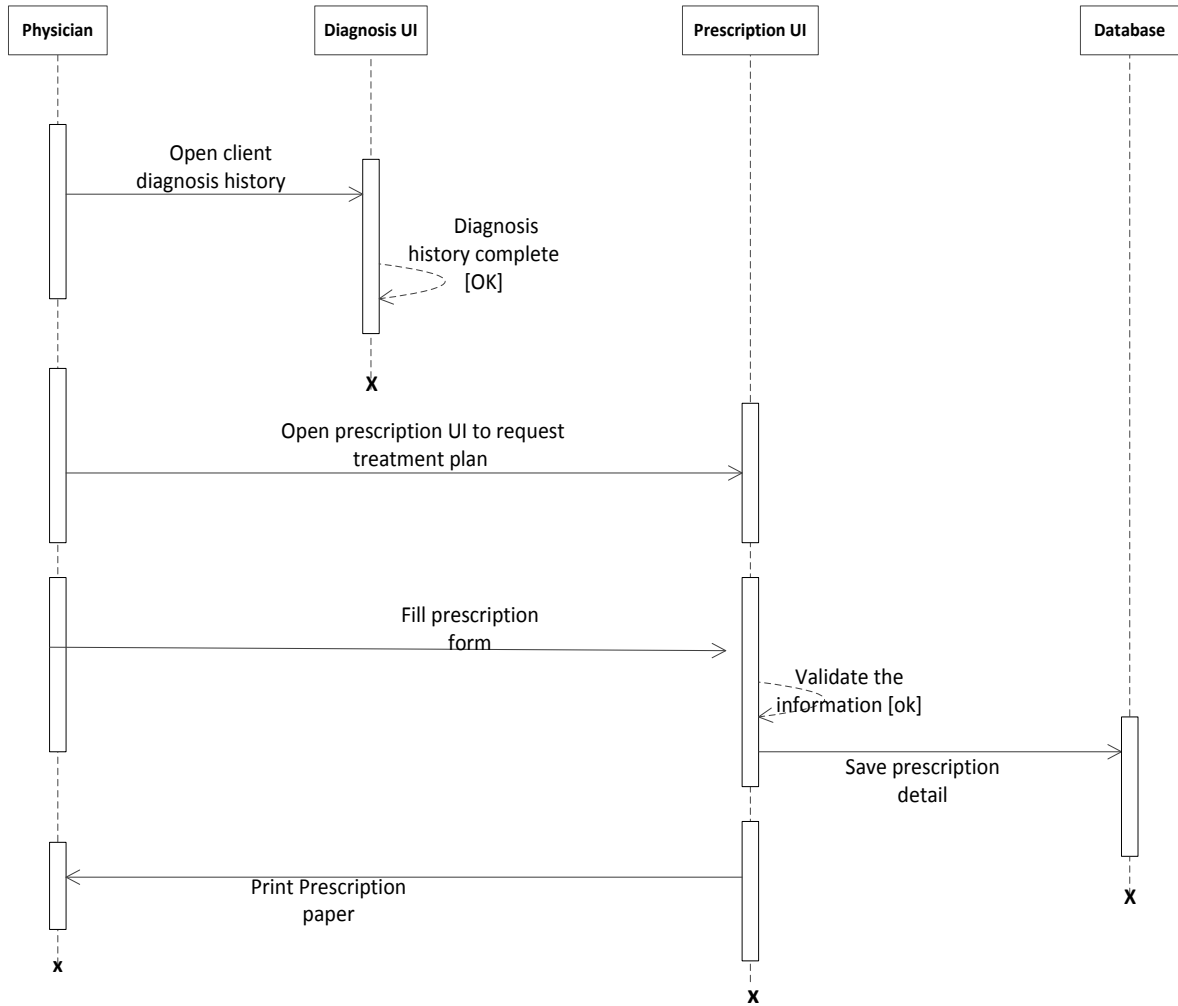 Physician
Diagnosis UI
Prescription UI
Database
Open client
diagnosis history
Diagnosis
history complete
[OK]
X
Open prescription UI to request
treatment plan
Fill prescription
form
Validate the
information [ok]
Save prescription
detail
Print Prescription
paper
X
x
x